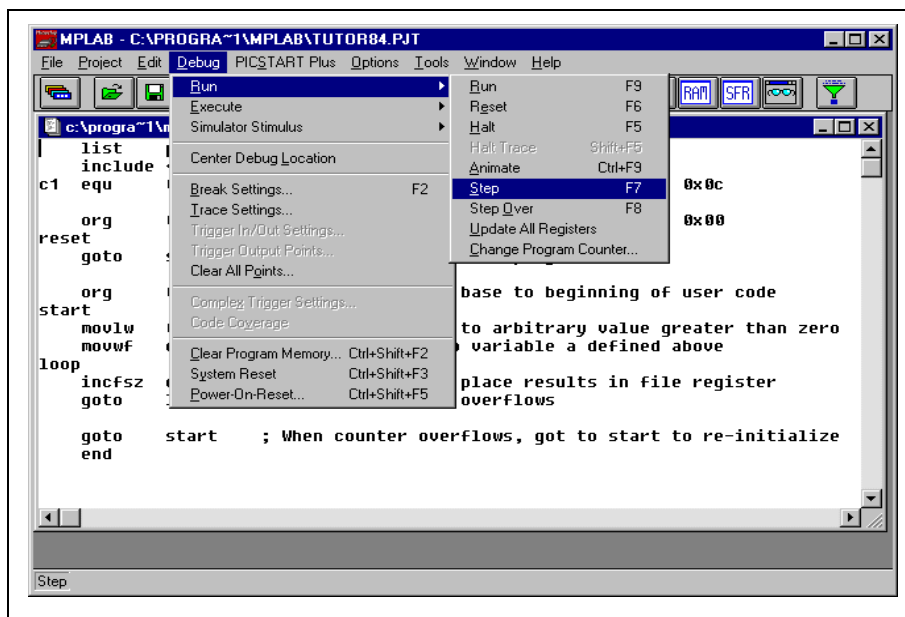 MPLAB - C:\PROGRA~1\MPLAB\TUTOR84.PJT
File Project Edit Debug PICSTART Plus Options Tools Window Help
RAM SFR
Run
Execute
Simulator Stimulus
Center Debug Location
Break Settings... F2
Trace Settings...
Trigger In/Out Settings...
Trigger Output Points...
Clear All Points...
Complex Trigger Settings...
Code Coverage
Clear Program Memory... Ctrl+Shift+F2
System Reset Ctrl+Shift+F3
Power-On-Reset... Ctrl+Shift+F5
Run F9
Reset F6
Halt F5
Halt Trace Shift+F5
Animate Ctrl+F9
Step F7
Step Over F8
Update All Registers
Change Program Counter...
c:\progra~1\
list
include <
c1 equ 0x0c
org 0x00
reset
goto
org base to beginning of user code
start
movlw to arbitrary value greater than zero
movwf variable a defined above
loop
incfsz place results in file register
goto overflows
goto start ; When counter overflows, got to start to re-initialize
end
Step